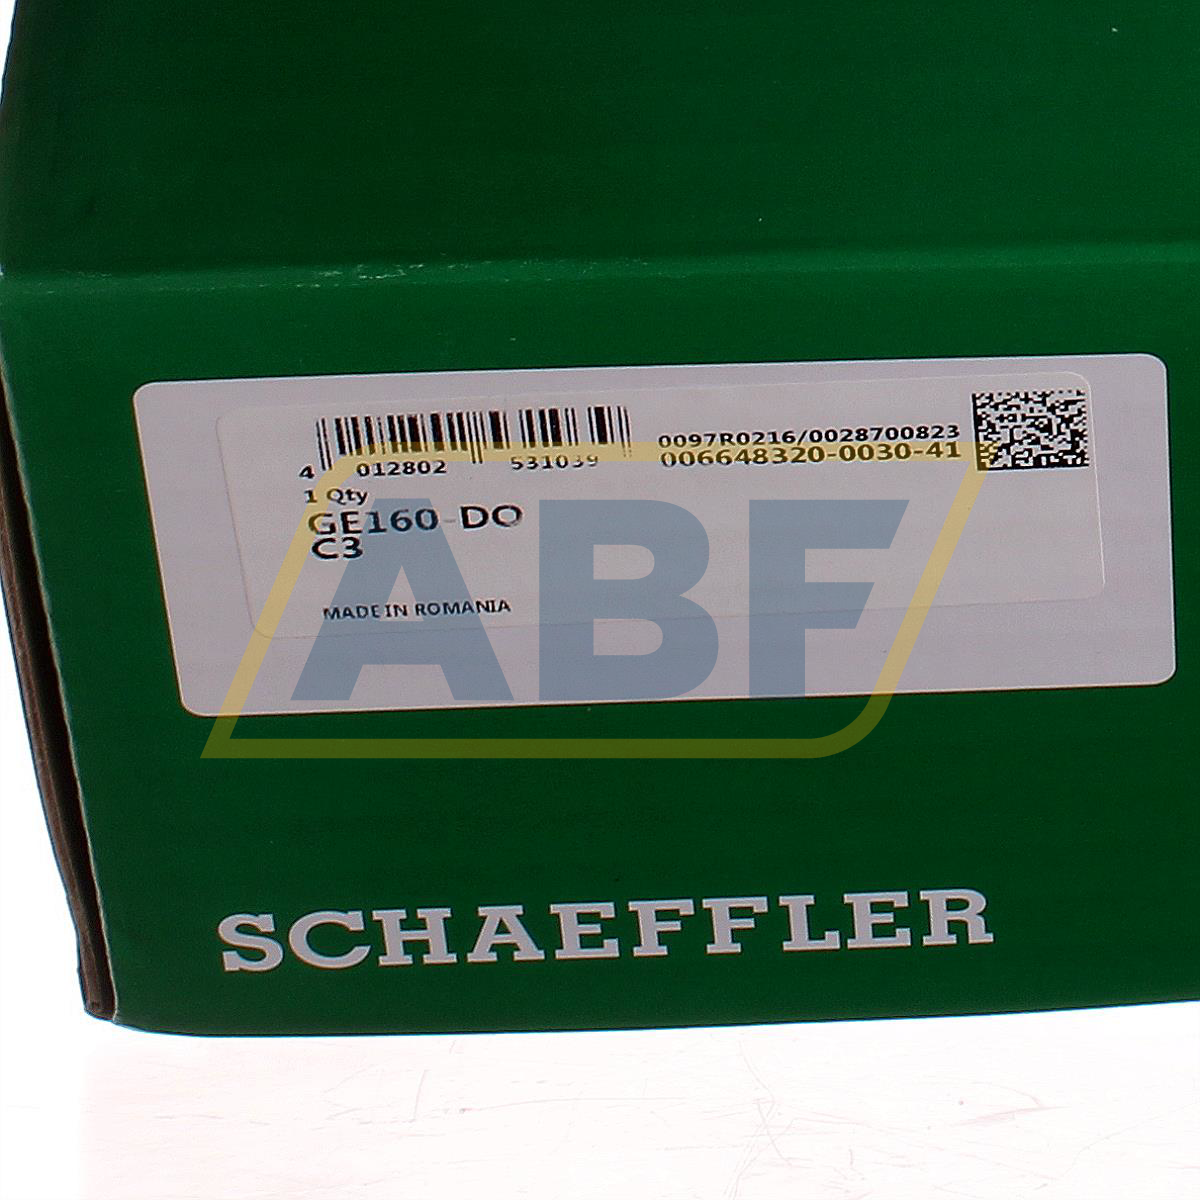 4 012802 531039
0097R0216/0028700823
006648320-0030-41
1 Qty
GE160-DO
C3
MADE IN ROMANIA
ABF
SCHAEFFLER